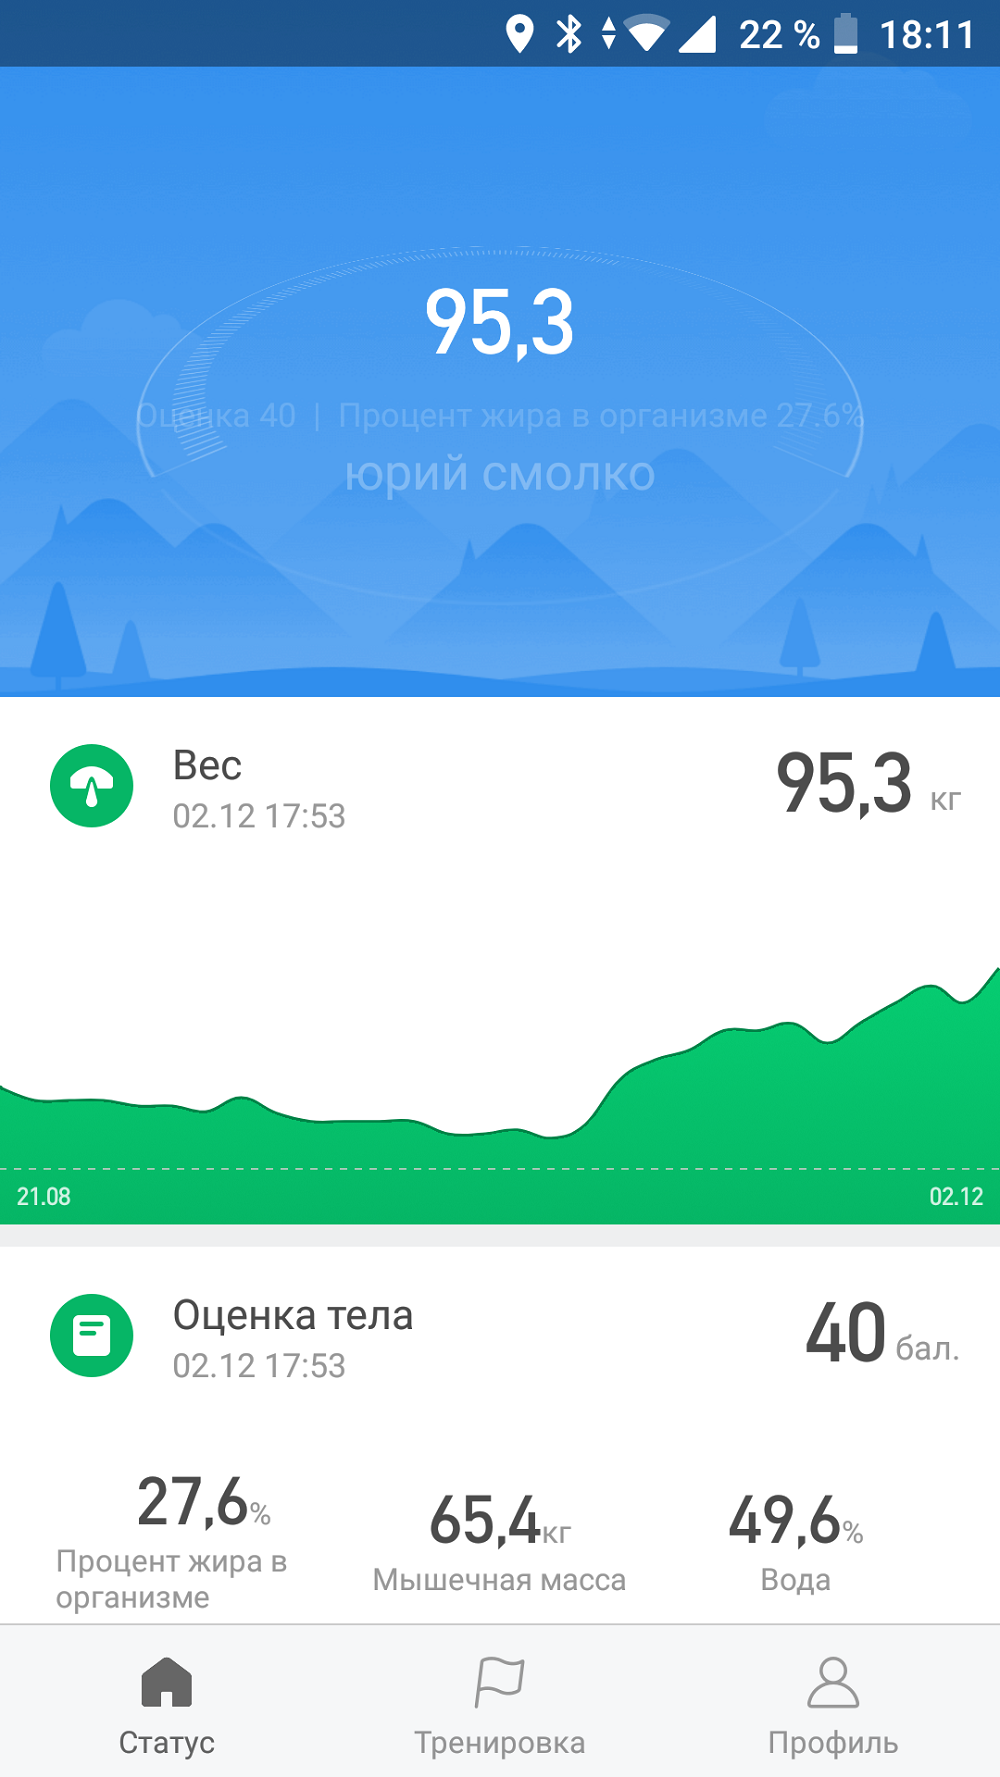 22 % 18:11
95,3
Оценка 40 | Процент жира в организме 27.6%
юрий смолко
Вес
02.12 17:53
95,3 кг
21.08
02.12
Оценка тела
02.12 17:53
40 бал.
27,6%
Процент жира в
организме
65,4кг
Мышечная масса
49,6%
Вода
Статус
Тренировка
Профиль